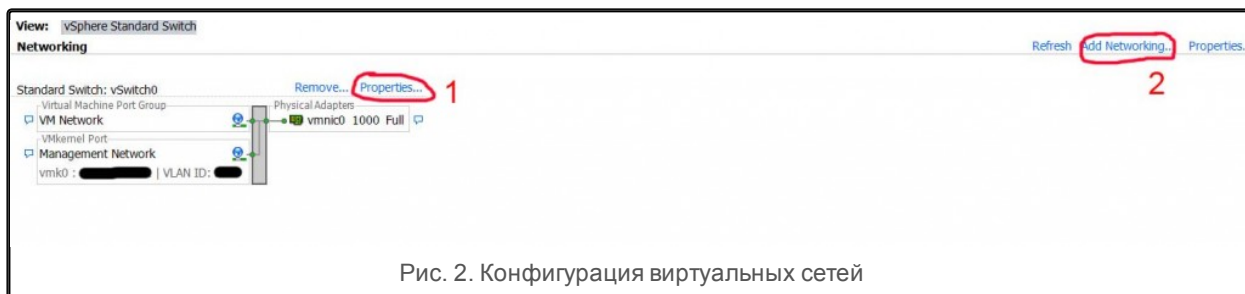 View: vSphere Standard Switch
Networking
Refresh Add Networking... Properties.
Standard Switch: vSwitch0 Remove... Properties... 1
2
Virtual Machine Port Group
Physical Adapters
VM Network
vmnic0 1000 Full
VMkernel Port
Management Network
vmk0 : | VLAN ID:
Рис. 2. Конфигурация виртуальных сетей